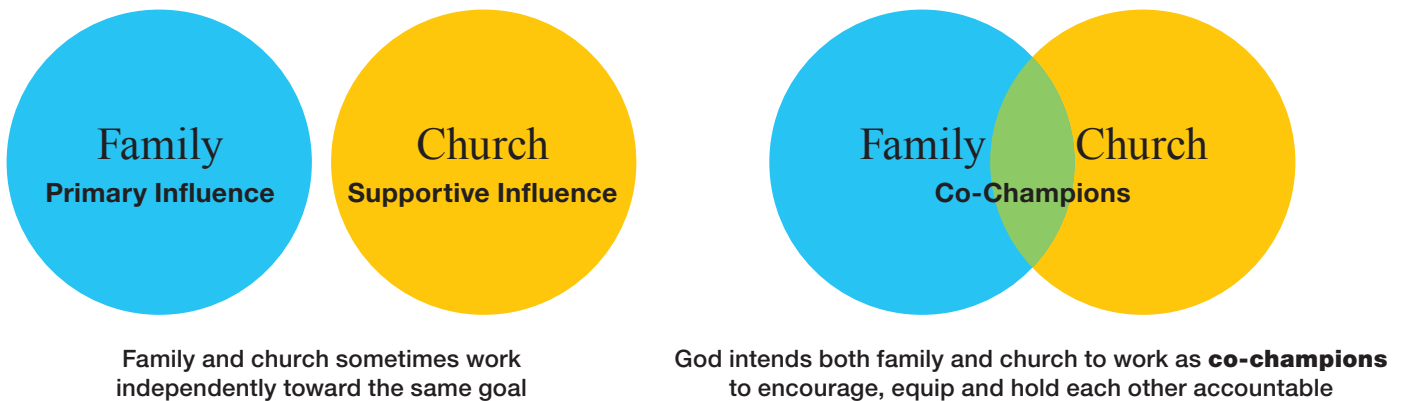 Family
Primary Influence
Church
Supportive Influence
Family and church sometimes work
independently toward the same goal
Family Church
Co-Champions
God intends both family and church to work as co-champions
to encourage, equip and hold each other accountable